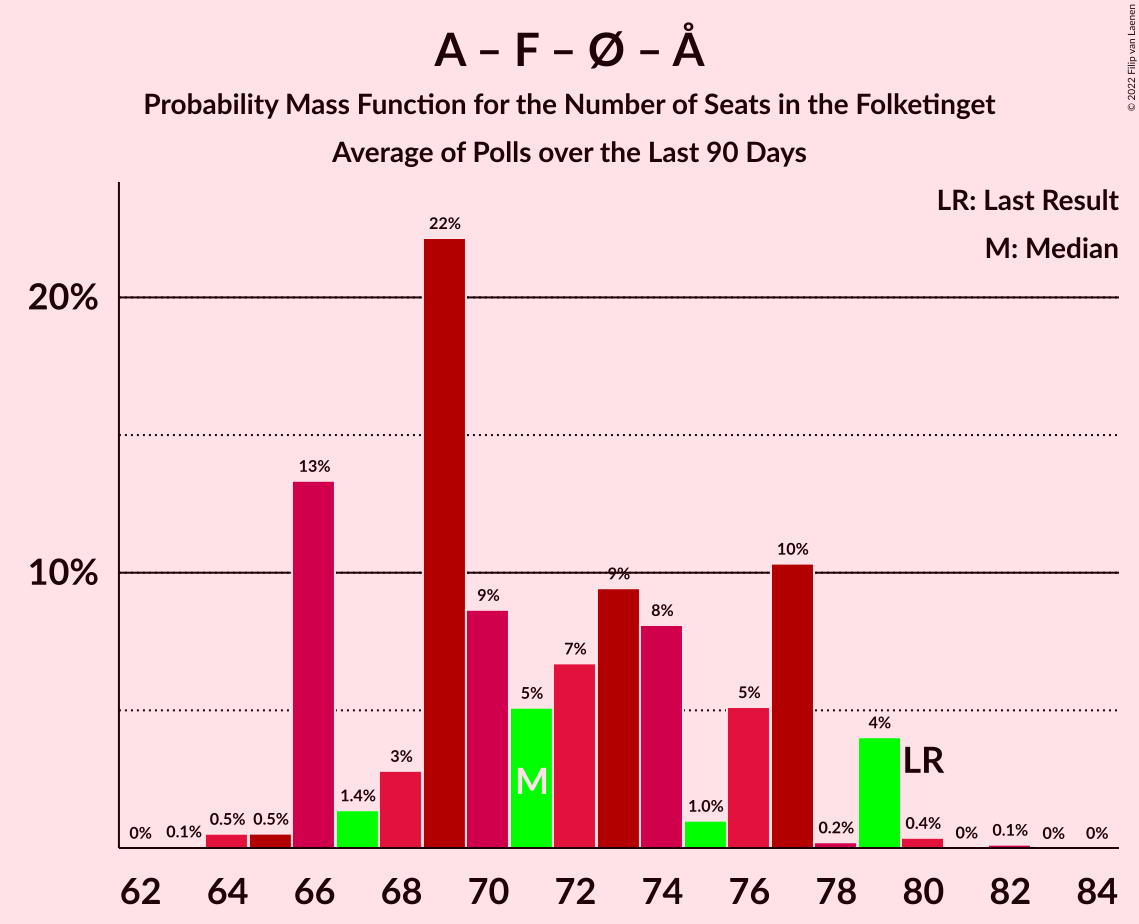 A – F – Ø – Å
Probability Mass Function for the Number of Seats in the Folketinget
Average of Polls over the Last 90 Days
© 2022 Filip van Laenen
LR: Last Result
M: Median
20%
10%
0%
0.1%
0.5%
0.5%
13%
1.4%
3%
22%
9%
5%
7%
9%
8%
1.0%
5%
10%
0.2%
4%
0.4%
0%
0.1%
0%
0%
M
LR
62 64 66 68 70 72 74 76 78 80 82 84